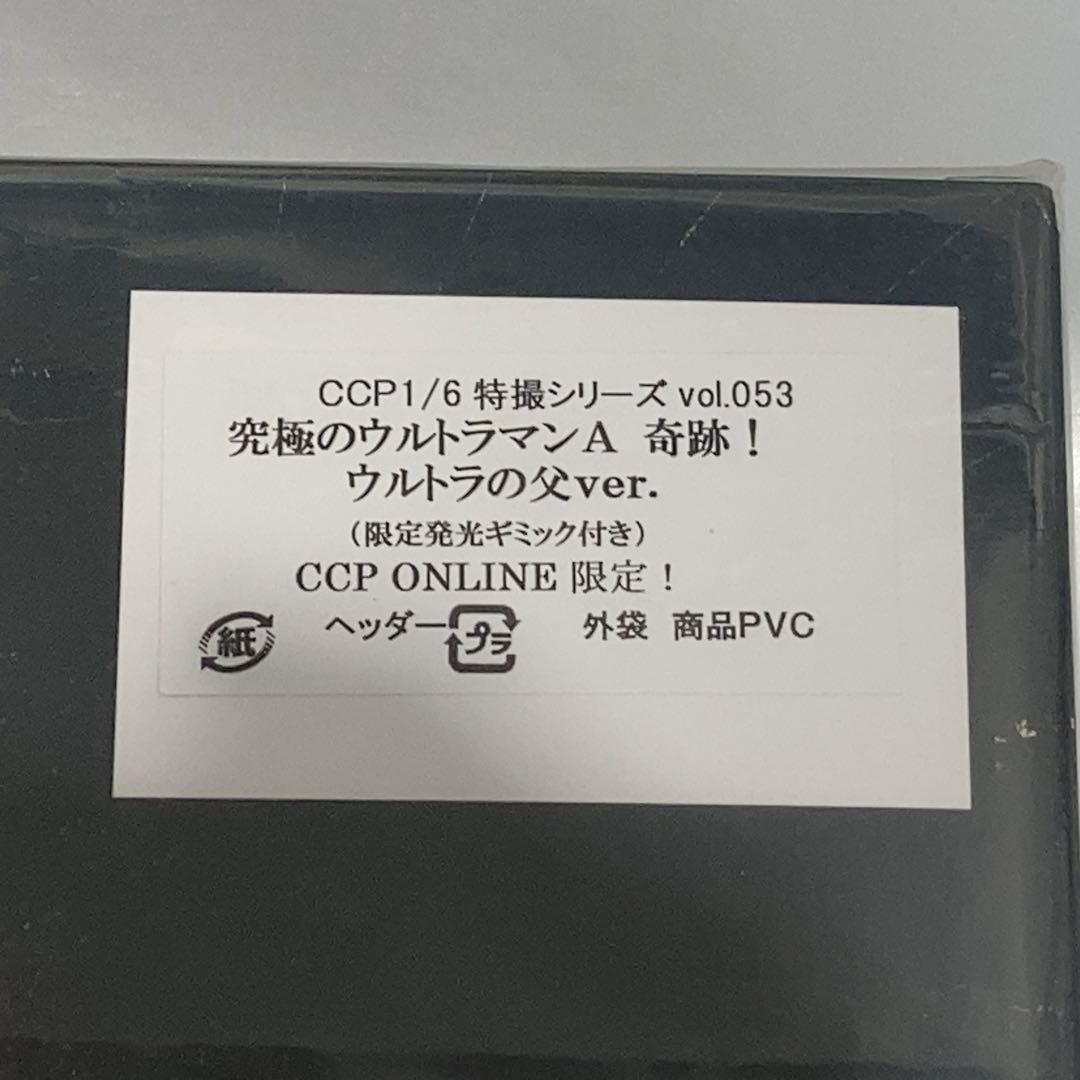 CCP1/6 特撮シリーズ vol.053
究極のウルトラマンA 奇跡！
ウルトラの父ver.
（限定発光ギミック付き）
CCP ONLINE 限定！
紙 ヘッダー プラ 外袋 商品PVC